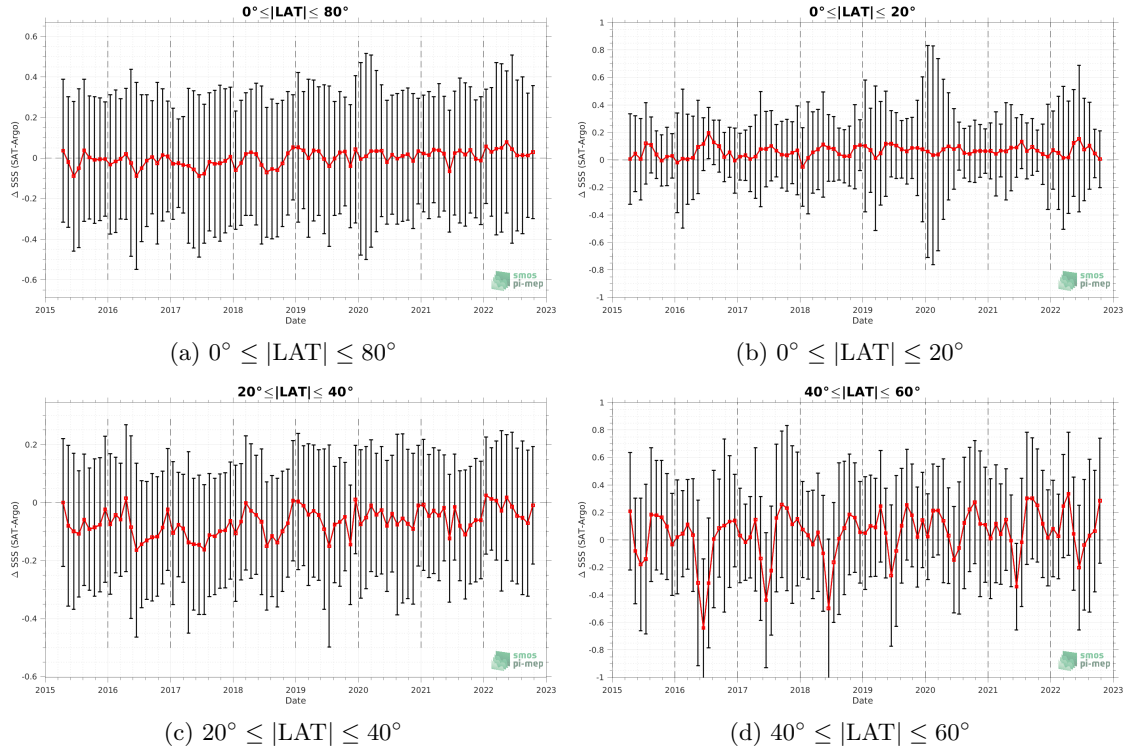 0°≤|LAT|≤ 80°
Δ SSS (SAT-Argo)
0.6
0.4
0.2
0
-0.2
-0.4
-0.6
2015 2016 2017 2018 2019 2020 2021 2022 2023
Date
smos
pi-mep
(a) 0° ≤ |LAT| ≤ 80°
0°≤|LAT|≤ 20°
Δ SSS (SAT-Argo)
1
0.8
0.6
0.4
0.2
0
-0.2
-0.4
-0.6
-0.8
-1
2015 2016 2017 2018 2019 2020 2021 2022 2023
Date
smos
pi-mep
(b) 0° ≤ |LAT| ≤ 20°
20°≤|LAT|≤ 40°
Δ SSS (SAT-Argo)
0.2
0
-0.2
-0.4
-0.6
2015 2016 2017 2018 2019 2020 2021 2022 2023
Date
smos
pi-mep
(c) 20° ≤ |LAT| ≤ 40°
40°≤|LAT|≤ 60°
Δ SSS (SAT-Argo)
1
0.8
0.6
0.4
0.2
0
-0.2
-0.4
-0.6
-0.8
-1
2015 2016 2017 2018 2019 2020 2021 2022 2023
Date
smos
pi-mep
(d) 40° ≤ |LAT| ≤ 60°